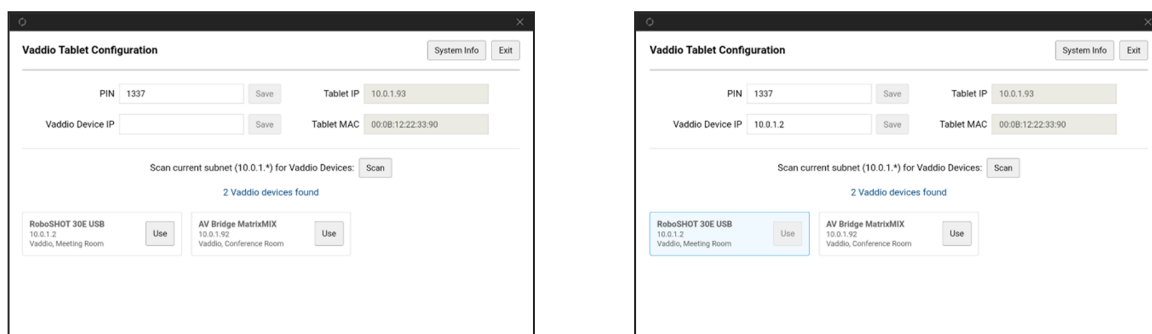 Vaddio Tablet Configuration
System Info
Exit
PIN
1337
Save
Tablet IP
10.0.1.93
Vaddio Device IP
Save
Tablet MAC
00:0B:12:22:33:90
Scan current subnet (10.0.1.*) for Vaddio Devices:
Scan
2 Vaddio devices found
RoboSHOT 30E USB
10.0.1.2
Vaddio, Meeting Room
Use
AV Bridge MatrixMIX
10.0.1.92
Vaddio, Conference Room
Use
Vaddio Tablet Configuration
System Info
Exit
PIN
1337
Save
Tablet IP
10.0.1.93
Vaddio Device IP
10.0.1.2
Save
Tablet MAC
00:0B:12:22:33:90
Scan current subnet (10.0.1.*) for Vaddio Devices:
Scan
2 Vaddio devices found
RoboSHOT 30E USB
10.0.1.2
Vaddio, Meeting Room
Use
AV Bridge MatrixMIX
10.0.1.92
Vaddio, Conference Room
Use